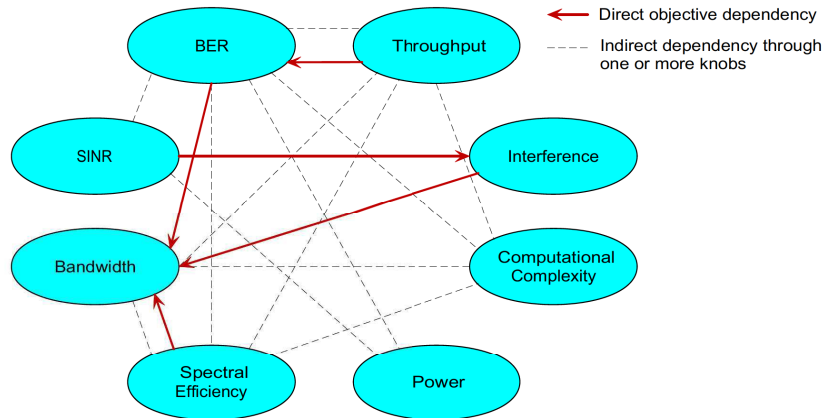 Direct objective dependency
BER
Throughput
Indirect dependency through
one or more knobs
SINR
Interference
Bandwidth
Computational
Complexity
Spectral
Efficiency
Power